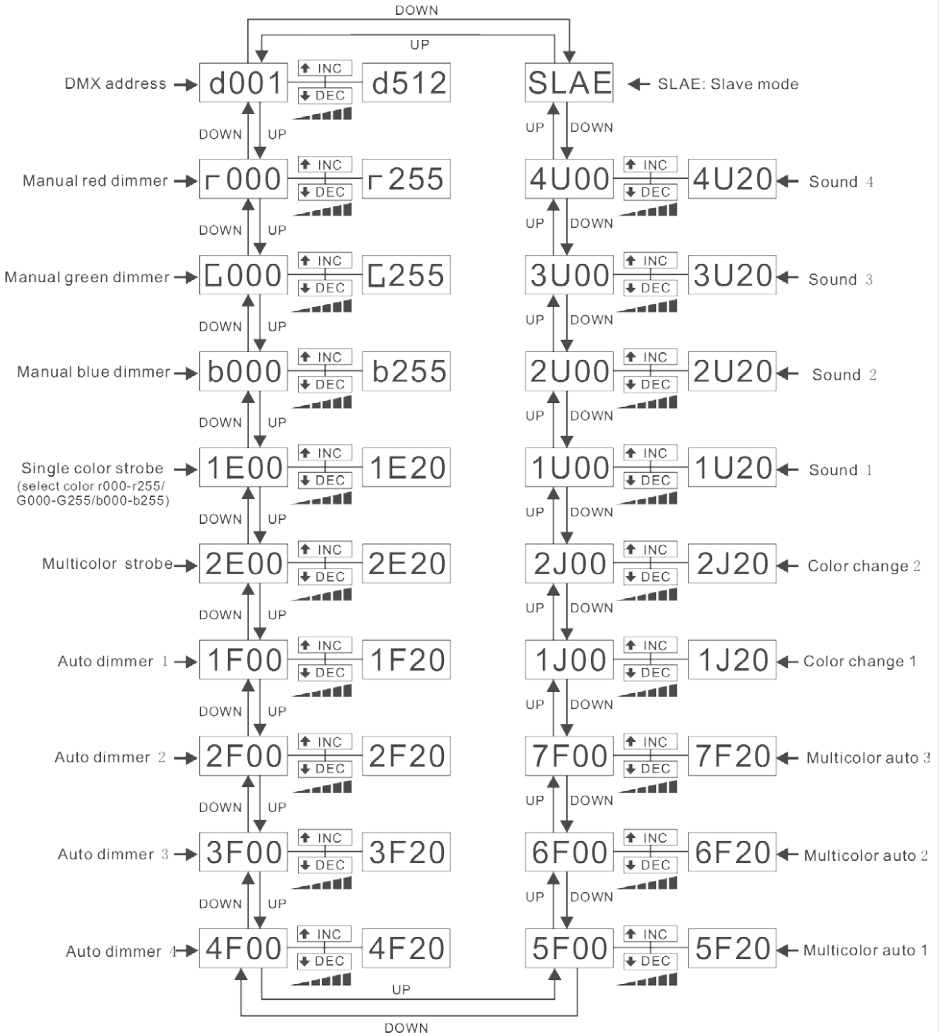 DOWN
UP
DMX address
d001
INC
DEC
d512
SLAE
SLAE: Slave mode
DOWN
UP
UP
DOWN
Manual red dimmer
r000
INC
DEC
r255
4U00
INC
DEC
4U20
Sound 4
DOWN
UP
UP
DOWN
Manual green dimmer
G000
INC
DEC
G255
3U00
INC
DEC
3U20
Sound 3
DOWN
UP
UP
DOWN
Manual blue dimmer
b000
INC
DEC
b255
2U00
INC
DEC
2U20
Sound 2
DOWN
UP
UP
DOWN
Single color strobe
(select color r000-r255/
G000-G255/b000-b255)
1E00
INC
DEC
1E20
1U00
INC
DEC
1U20
Sound 1
DOWN
UP
UP
DOWN
Multicolor strobe
2E00
INC
DEC
2E20
2J00
INC
DEC
2J20
Color change 2
DOWN
UP
UP
DOWN
Auto dimmer 1
1F00
INC
DEC
1F20
1J00
INC
DEC
1J20
Color change 1
DOWN
UP
UP
DOWN
Auto dimmer 2
2F00
INC
DEC
2F20
7F00
INC
DEC
7F20
Multicolor auto 3
DOWN
UP
UP
DOWN
Auto dimmer 3
3F00
INC
DEC
3F20
6F00
INC
DEC
6F20
Multicolor auto 2
DOWN
UP
UP
DOWN
Auto dimmer 4
4F00
INC
DEC
4F20
5F00
INC
DEC
5F20
Multicolor auto 1
UP
DOWN